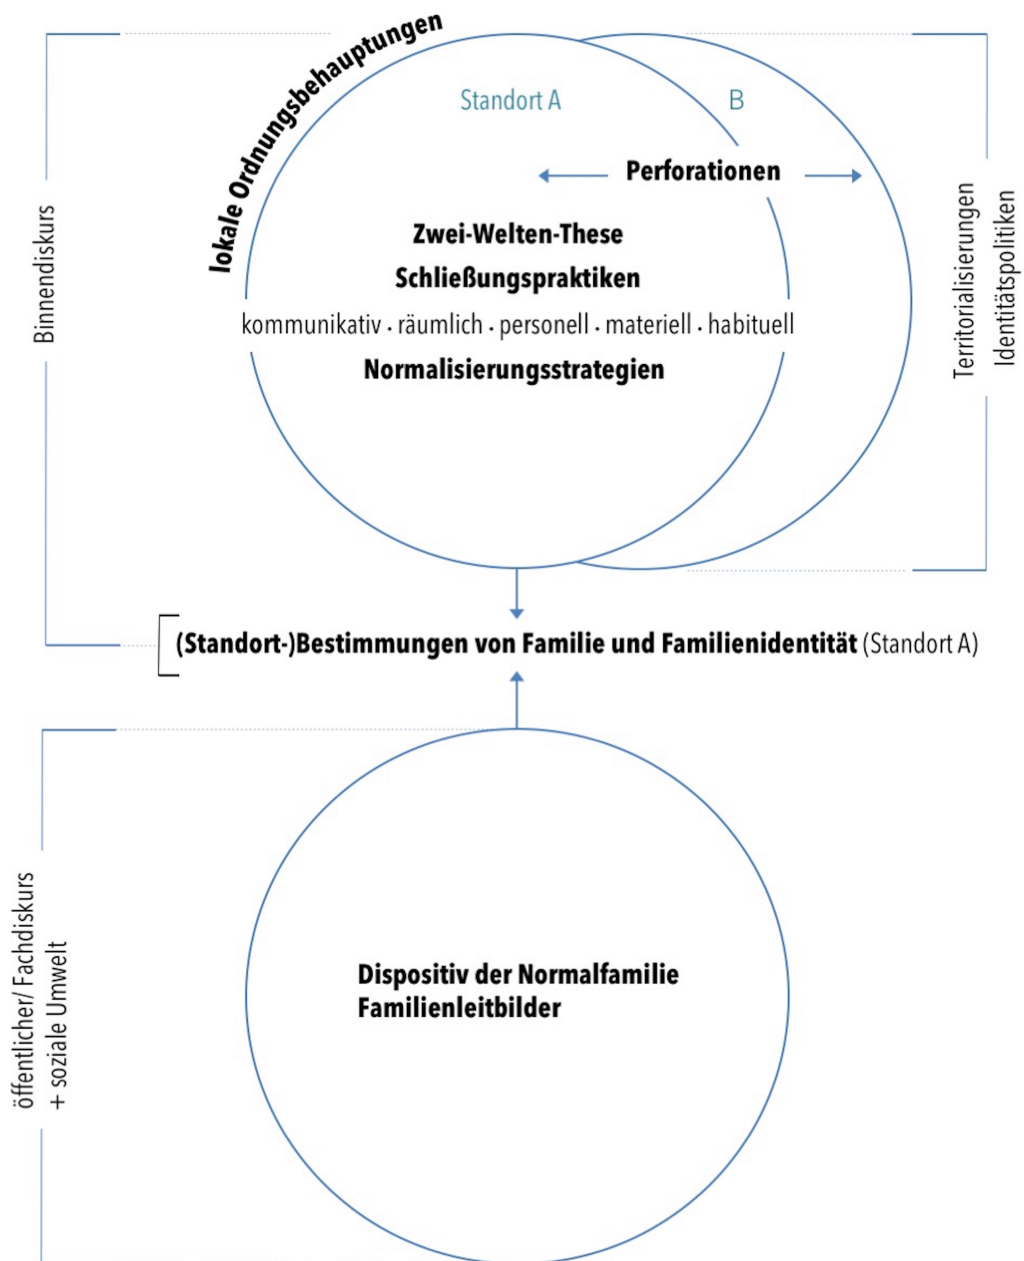 lokale Ordnungsbehauptungen
Standort A
B
Perforationen
Zwei-Welten-These
Schließungspraktiken
kommunikativ . räumlich . personell . materiell . habituell
Normalisierungsstrategien
Binnendiskurs
Territorialisierungen
Identitätspolitiken
(Standort-)Bestimmungen von Familie und Familienidentität (Standort A)
öffentlicher/ Fachdiskurs
+ soziale Umwelt
Dispositiv der Normalfamilie
Familienleitbilder